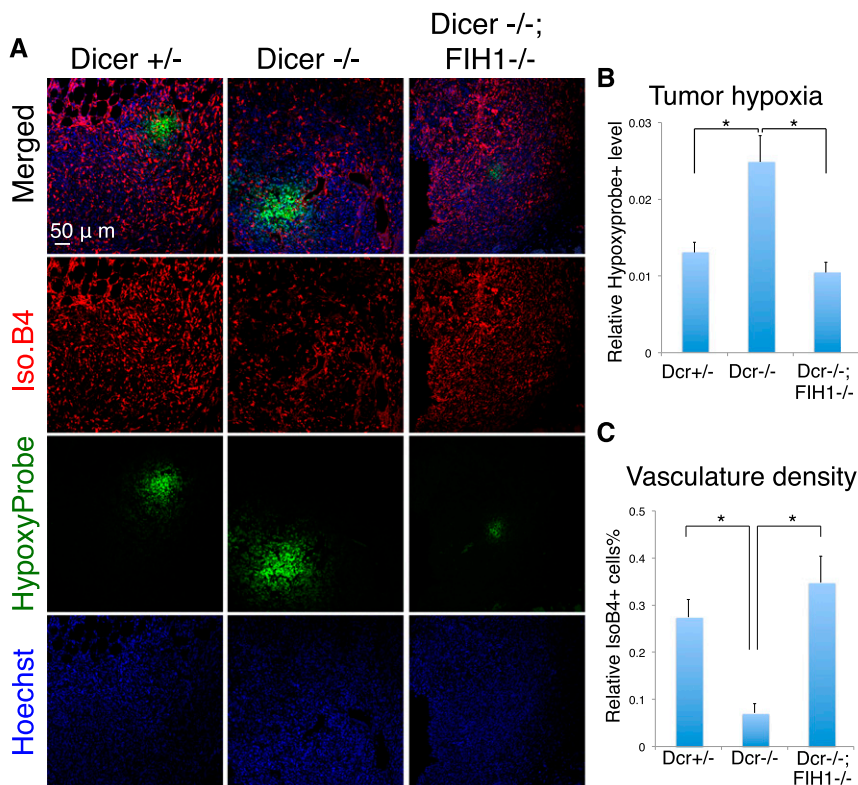 A
Dicer +/-
Dicer -/-
Dicer -/-;
FIH1-/-
Merged
50 µ m
Iso.B4
HypoxyProbe
Hoechst
B
Tumor hypoxia
Relative Hypoxyprobe+ level
0.03
0.02
0.01
0
*
*
Dcr+/-
Dcr-/-
Dcr-/-;
FIH1-/-
C
Vasculature density
Relative IsoB4+ cells%
0.5
0.4
0.3
0.2
0.1
0
*
*
Dcr+/-
Dcr-/-
Dcr-/-;
FIH1-/-